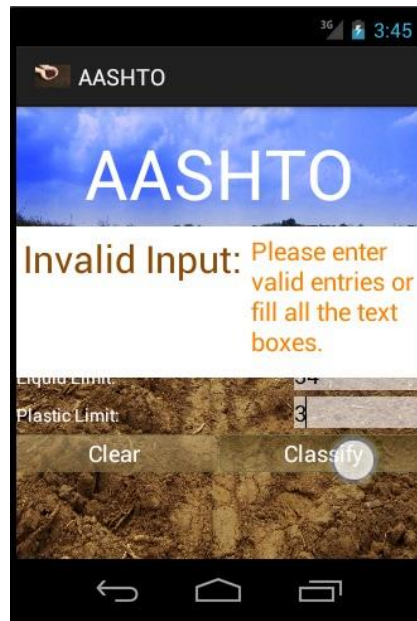 3G 3:45
AASHTO
AASHTO
Invalid Input: Please enter
valid entries or
fill all the text
boxes.
Liquid Limit: 34
Plastic Limit: 3
Clear Classify